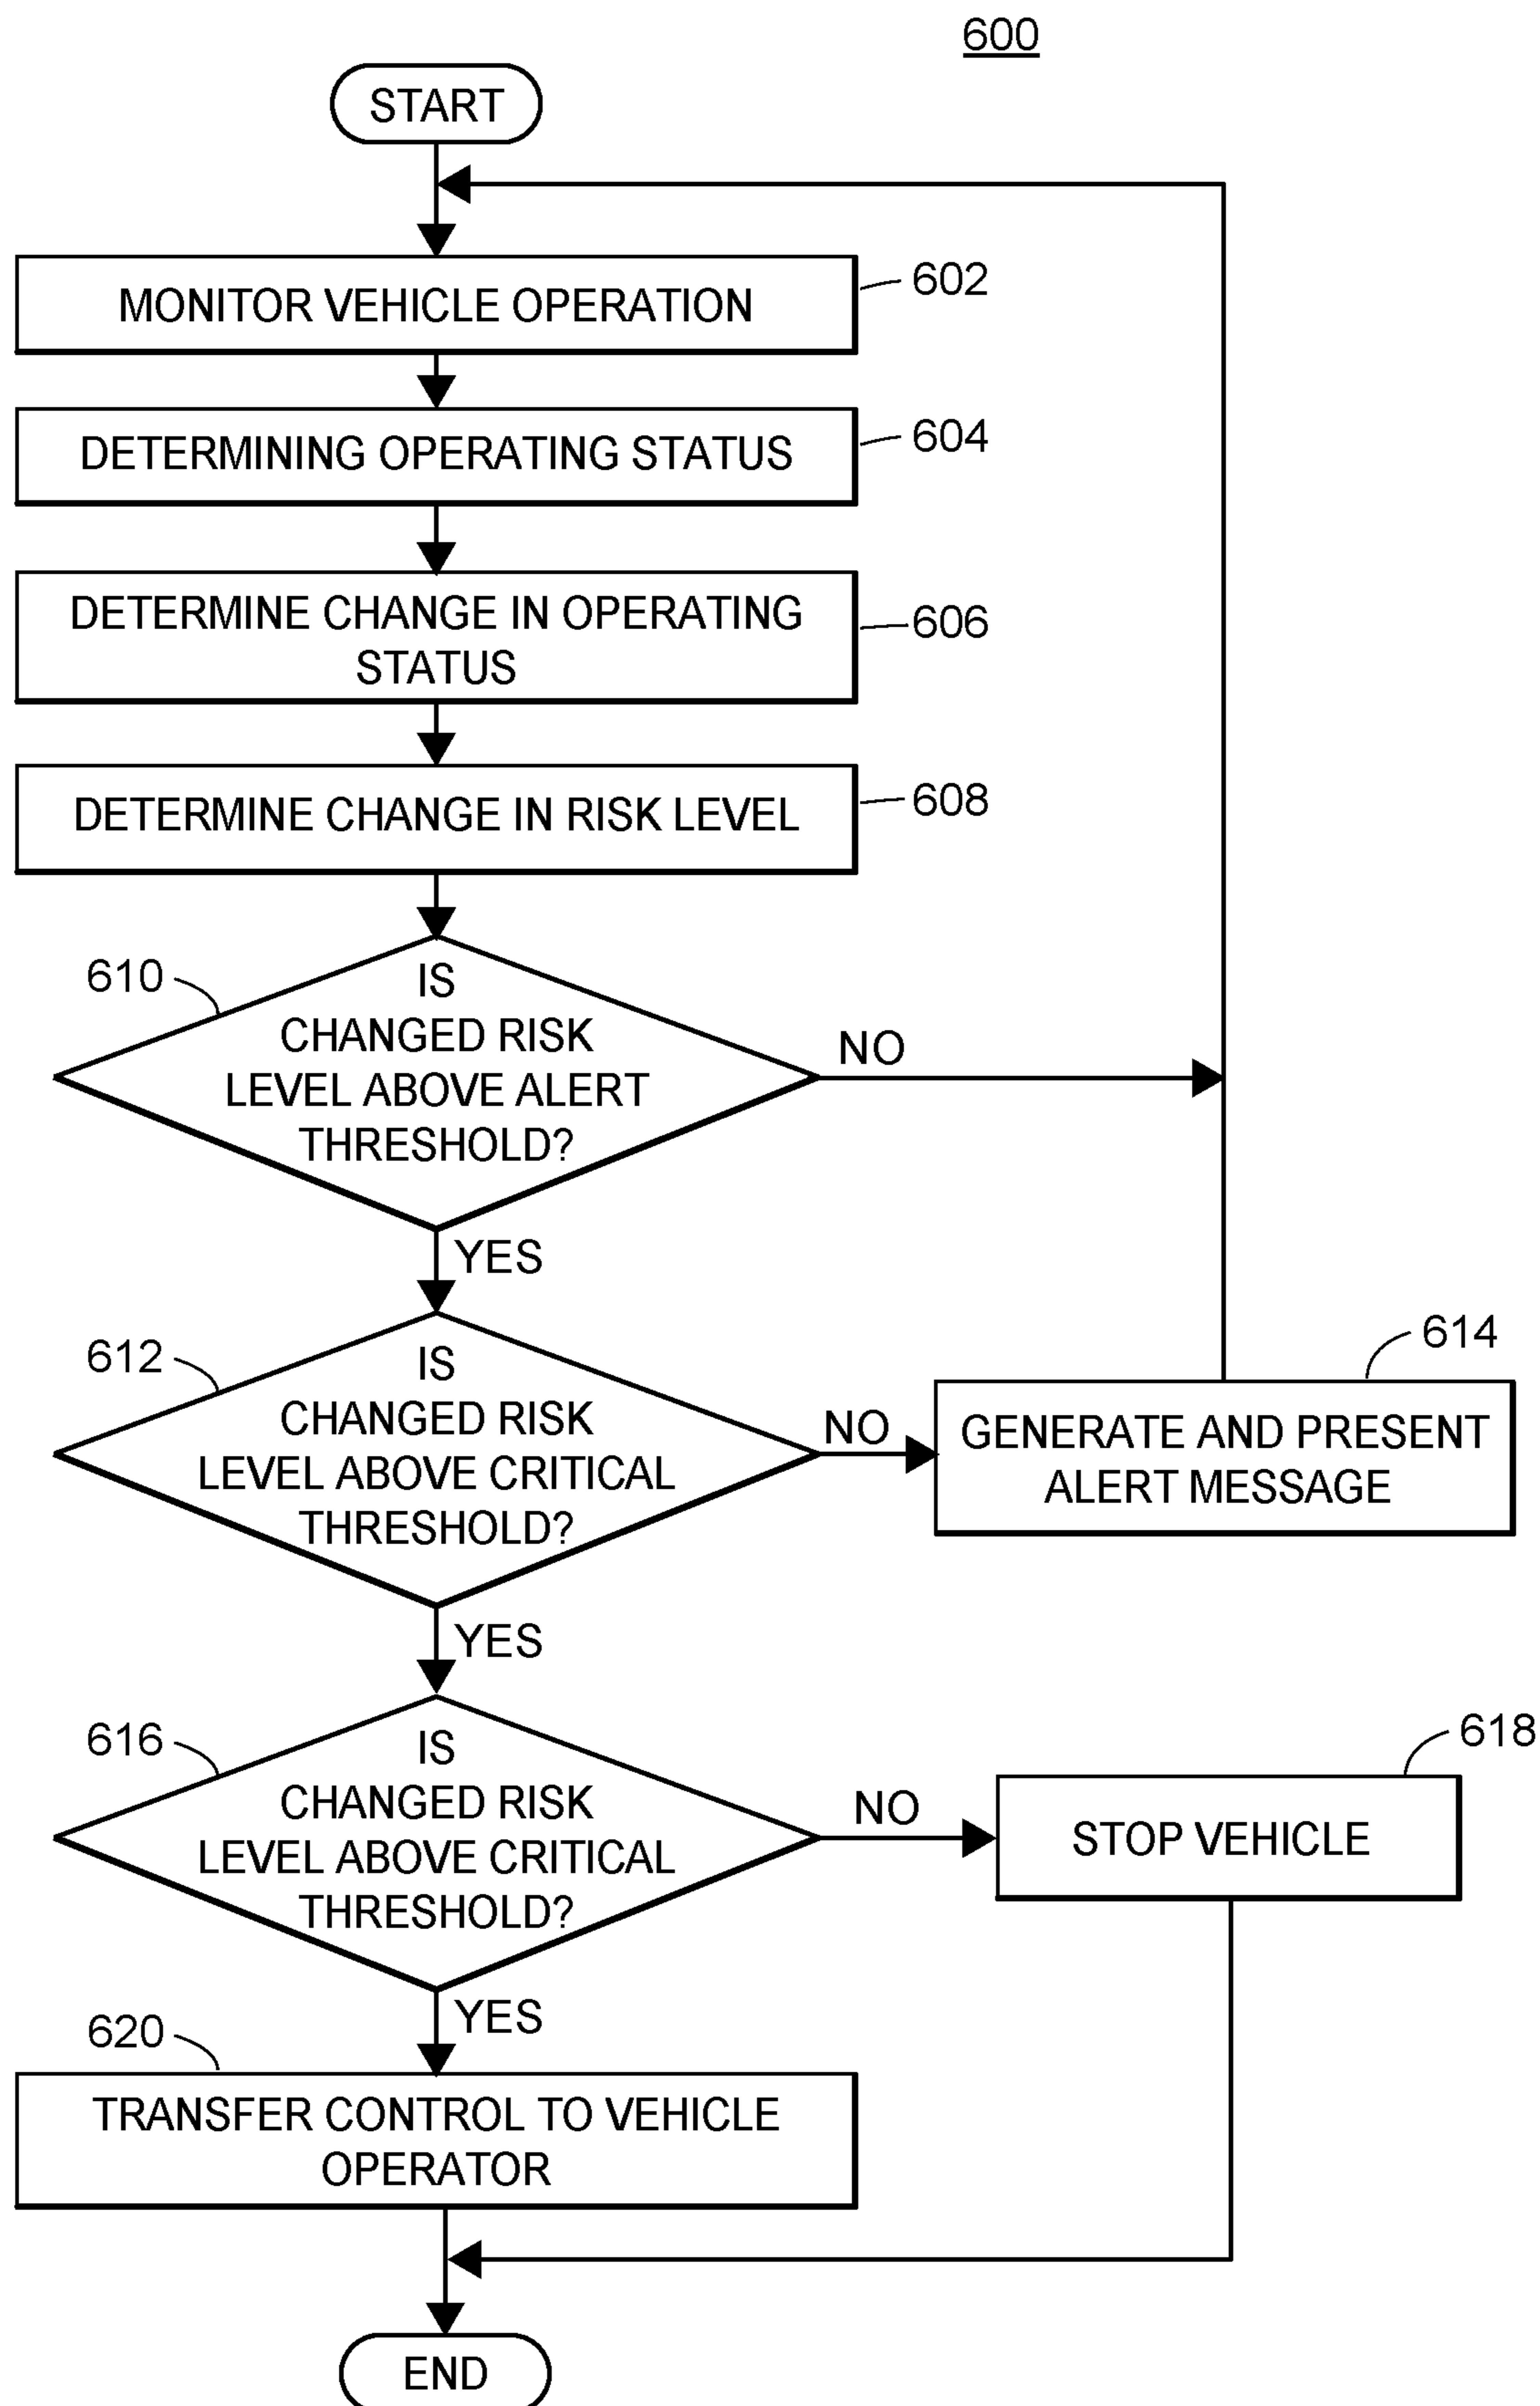 600
START
MONITOR VEHICLE OPERATION
602
DETERMINING OPERATING STATUS
604
DETERMINE CHANGE IN OPERATING
STATUS
606
DETERMINE CHANGE IN RISK LEVEL
608
610
IS
CHANGED RISK
LEVEL ABOVE ALERT
THRESHOLD?
NO
YES
612
IS
CHANGED RISK
LEVEL ABOVE CRITICAL
THRESHOLD?
NO
614
GENERATE AND PRESENT
ALERT MESSAGE
YES
616
IS
CHANGED RISK
LEVEL ABOVE CRITICAL
THRESHOLD?
NO
618
STOP VEHICLE
YES
620
TRANSFER CONTROL TO VEHICLE
OPERATOR
END